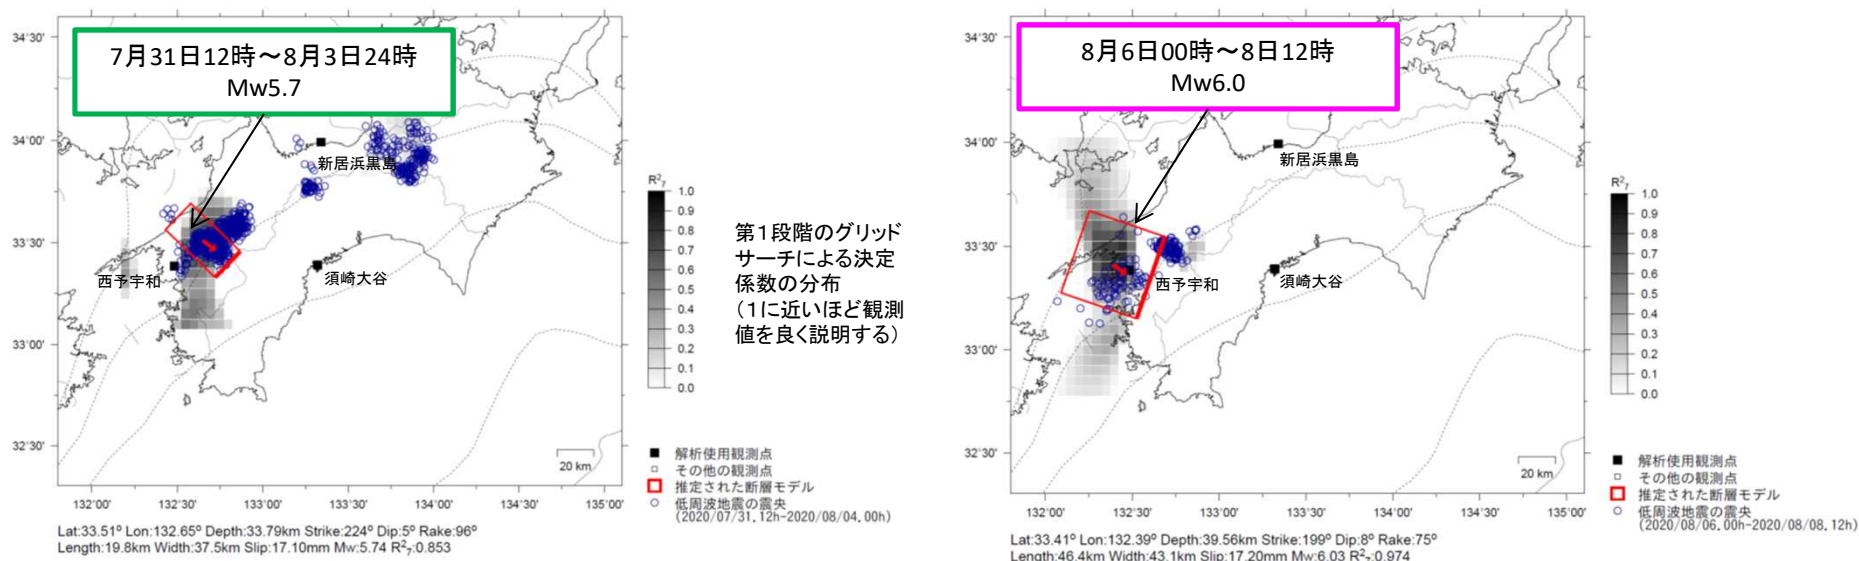 7月31日12時～8月3日24時
Mw5.7
34°30'
34°00'
33°30'
33°00'
32°30'
新居浜黒島
西予宇和
須崎大谷
20 km
132°00'
132°30'
133°00'
133°30'
134°00'
134°30'
135°00'
R²₇
1.0
0.9
0.8
0.7
0.6
0.5
0.4
0.3
0.2
0.1
0.0
解析使用観測点
その他の観測点
推定された断層モデル
低周波地震の震央
(2020/07/31.12h-2020/08/04.00h)
Lat:33.51° Lon:132.65° Depth:33.79km Strike:224° Dip:5° Rake:96°
Length:19.8km Width:37.5km Slip:17.10mm Mw:5.74 R²₇:0.853
第１段階のグリッド
サーチによる決定
係数の分布
（１に近いほど観測
値を良く説明する）
8月6日00時～8日12時
Mw6.0
34°30'
34°00'
33°30'
33°00'
32°30'
新居浜黒島
西予宇和
須崎大谷
20 km
132°00'
132°30'
133°00'
133°30'
134°00'
134°30'
135°00'
R²₇
1.0
0.9
0.8
0.7
0.6
0.5
0.4
0.3
0.2
0.1
0.0
解析使用観測点
その他の観測点
推定された断層モデル
低周波地震の震央
(2020/08/06.00h-2020/08/08.12h)
Lat:33.41° Lon:132.39° Depth:39.56km Strike:199° Dip:8° Rake:75°
Length:46.4km Width:43.1km Slip:17.20mm Mw:6.03 R²₇:0.974